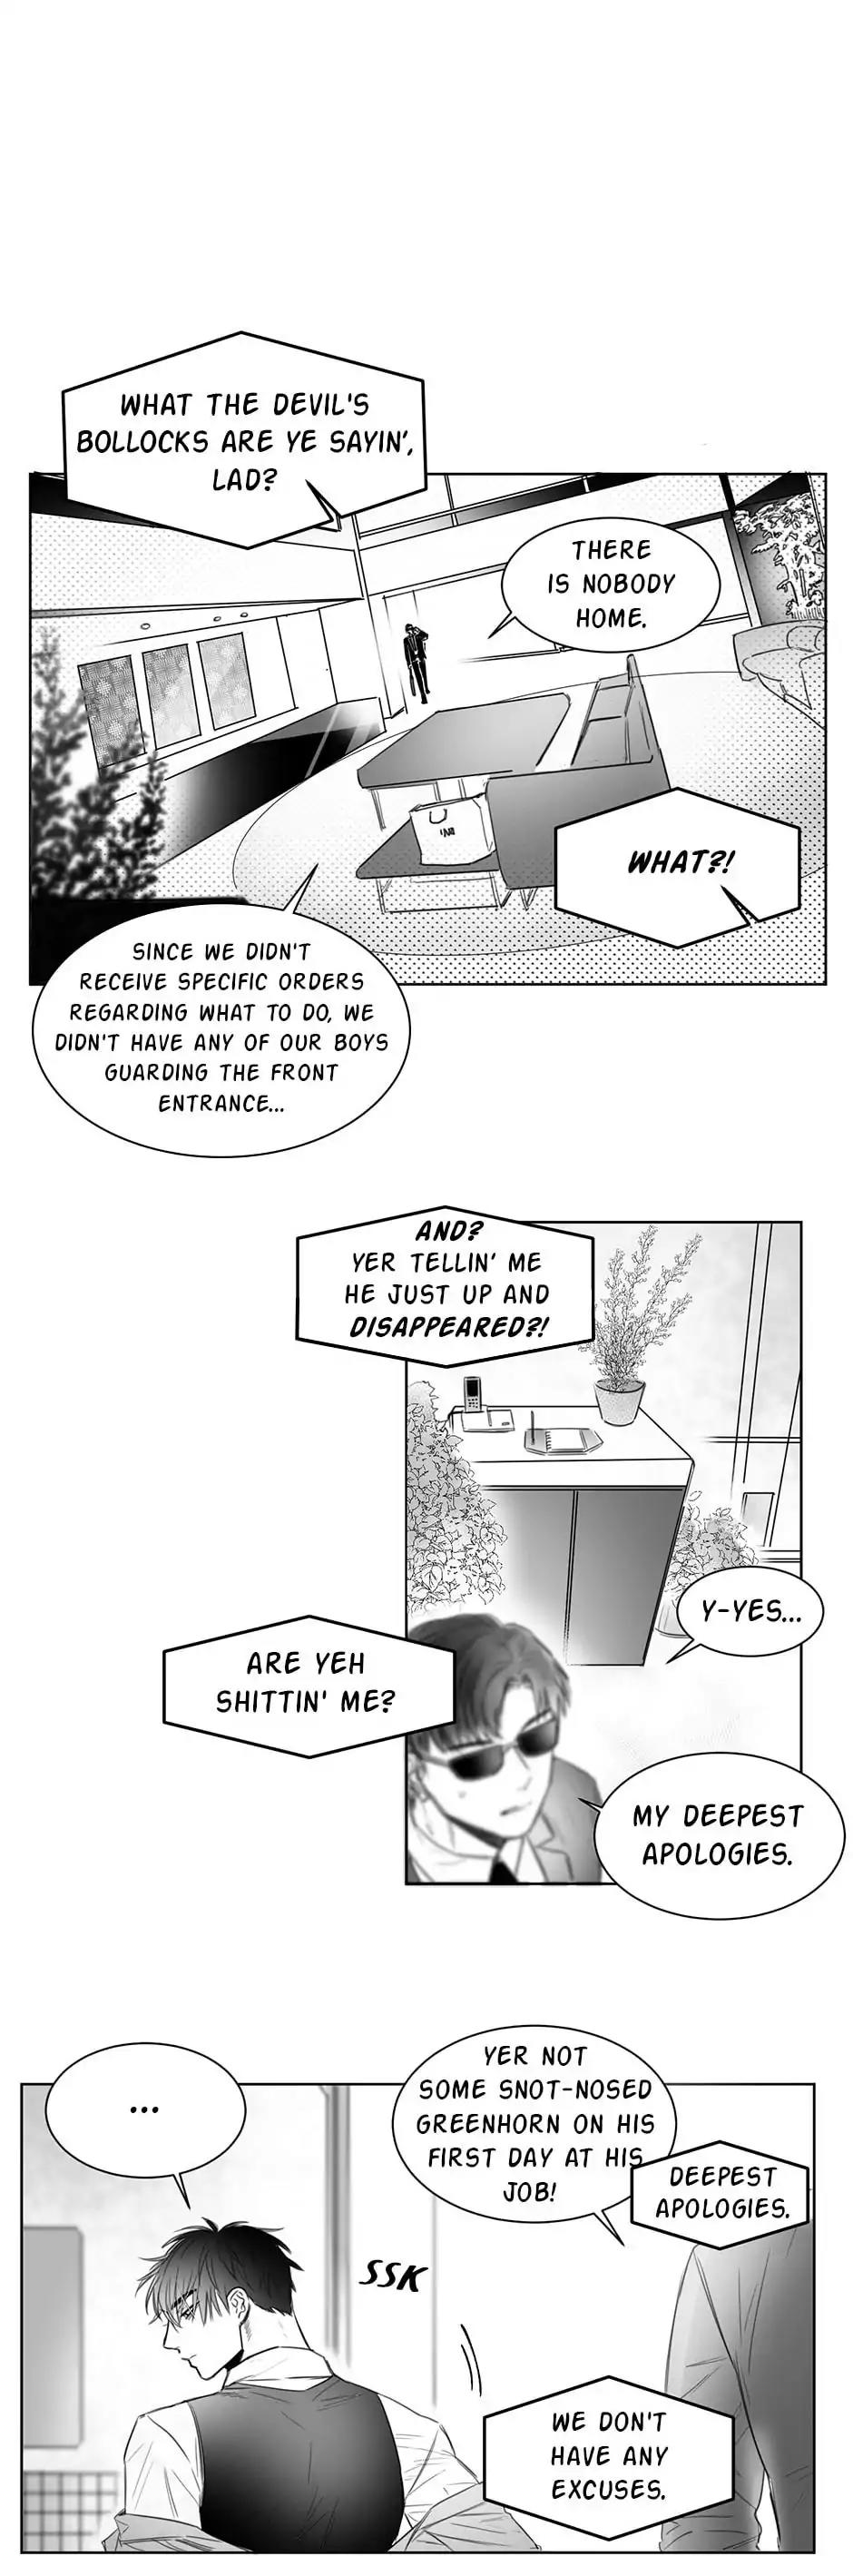 WHAT THE DEVIL'S
BOLLOCKS ARE YE SAYIN',
LAD?
THERE
IS NOBODY
HOME.
WHAT?!
SINCE WE DIDN'T
RECEIVE SPECIFIC ORDERS
REGARDING WHAT TO DO, WE
DIDN'T HAVE ANY OF OUR BOYS
GUARDING THE FRONT
ENTRANCE...
AND?
YER TELLIN' ME
HE JUST UP AND
DISAPPEARED?!
Y-YES...
ARE YEH
SHITTIN' ME?
MY DEEPEST
APOLOGIES.
...
YER NOT
SOME SNOT-NOSED
GREENHORN ON HIS
FIRST DAY AT HIS
JOB!
DEEPEST
APOLOGIES.
SSK
WE DON'T
HAVE ANY
EXCUSES.